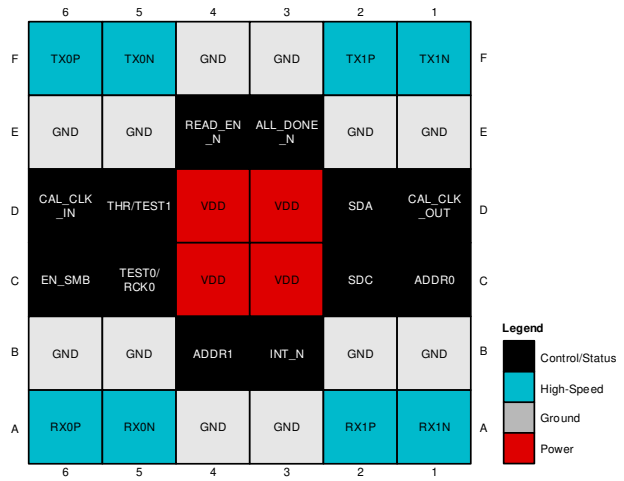 6 5 4 3 2 1
F TX0P TX0N GND GND TX1P TX1N F
E GND GND READ_EN
_N ALL_DONE
_N GND GND E
D CAL_CLK
_IN THR/TEST1 VDD VDD SDA CAL_CLK
_OUT D
C EN_SMB TEST0/
RCK0 VDD VDD SDC ADDR0 C
B GND GND ADDR1 INT_N GND GND B
A RX0P RX0N GND GND RX1P RX1N A
6 5 4 3 2 1
Legend
Control/Status
High-Speed
Ground
Power